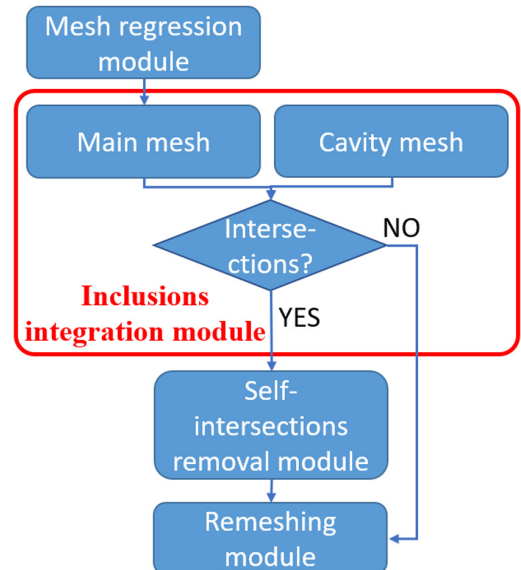 Mesh regression
module
Main mesh
Cavity mesh
Interse-
ctions?
NO
Inclusions
integration module
YES
Self-
intersections
removal module
Remeshing
module